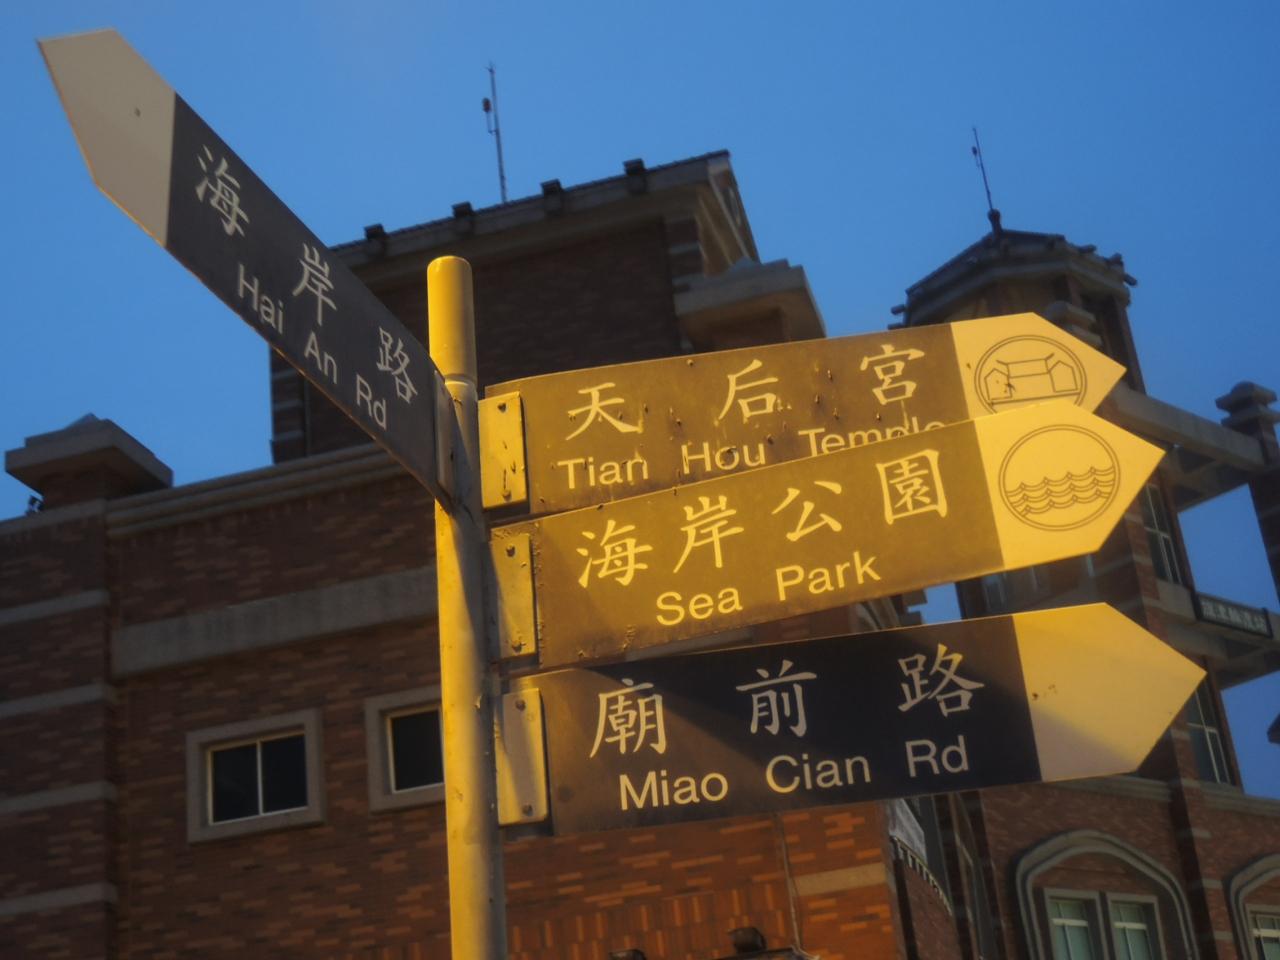 海岸路
Hai An Rd
天后宮
Tian Hou Temple
海岸公園
Sea Park
廟前路
Miao Cian Rd